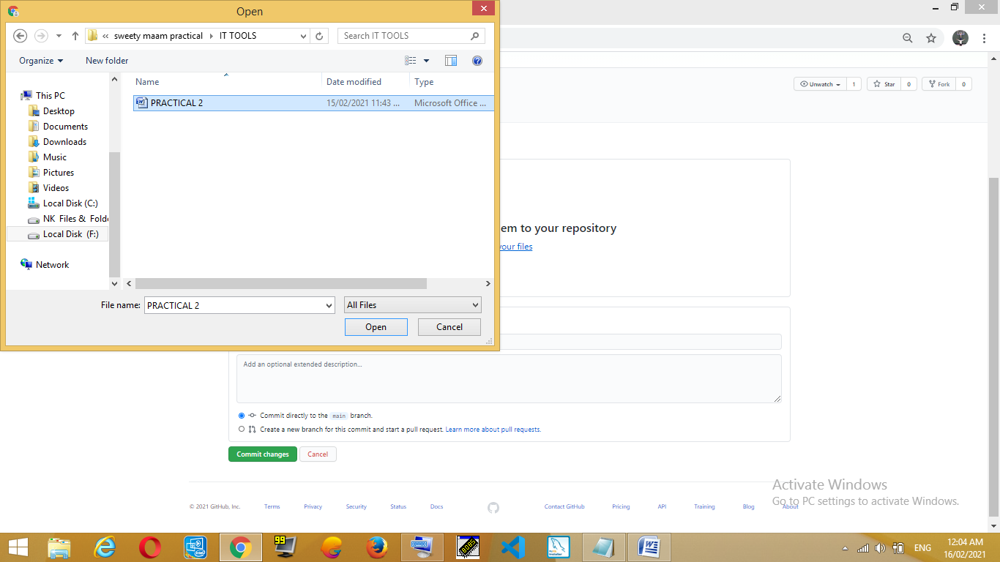 Open
« sweety maam practical
IT TOOLS
Search IT TOOLS
Organize
New folder
Name
Date modified
Type
This PC
Desktop
Documents
Downloads
Music
Pictures
Videos
Local Disk (C:)
NK Files & Folde
Local Disk (F:)
Network
PRACTICAL 2
15/02/2021 11:43 ...
Microsoft Office ...
File name:
PRACTICAL 2
All Files
Open
Cancel
Unwatch
1
Star
0
Fork
0
em to your repository
your files
Add an optional extended description...
Commit directly to the main branch.
Create a new branch for this commit and start a pull request. Learn more about pull requests.
Commit changes
Cancel
Activate Windows
Go to PC settings to activate Windows.
© 2021 GitHub, Inc.
Terms
Privacy
Security
Status
Docs
Contact GitHub
Pricing
API
Training
Blog
About
99
ENG
12:04 AM
16/02/2021